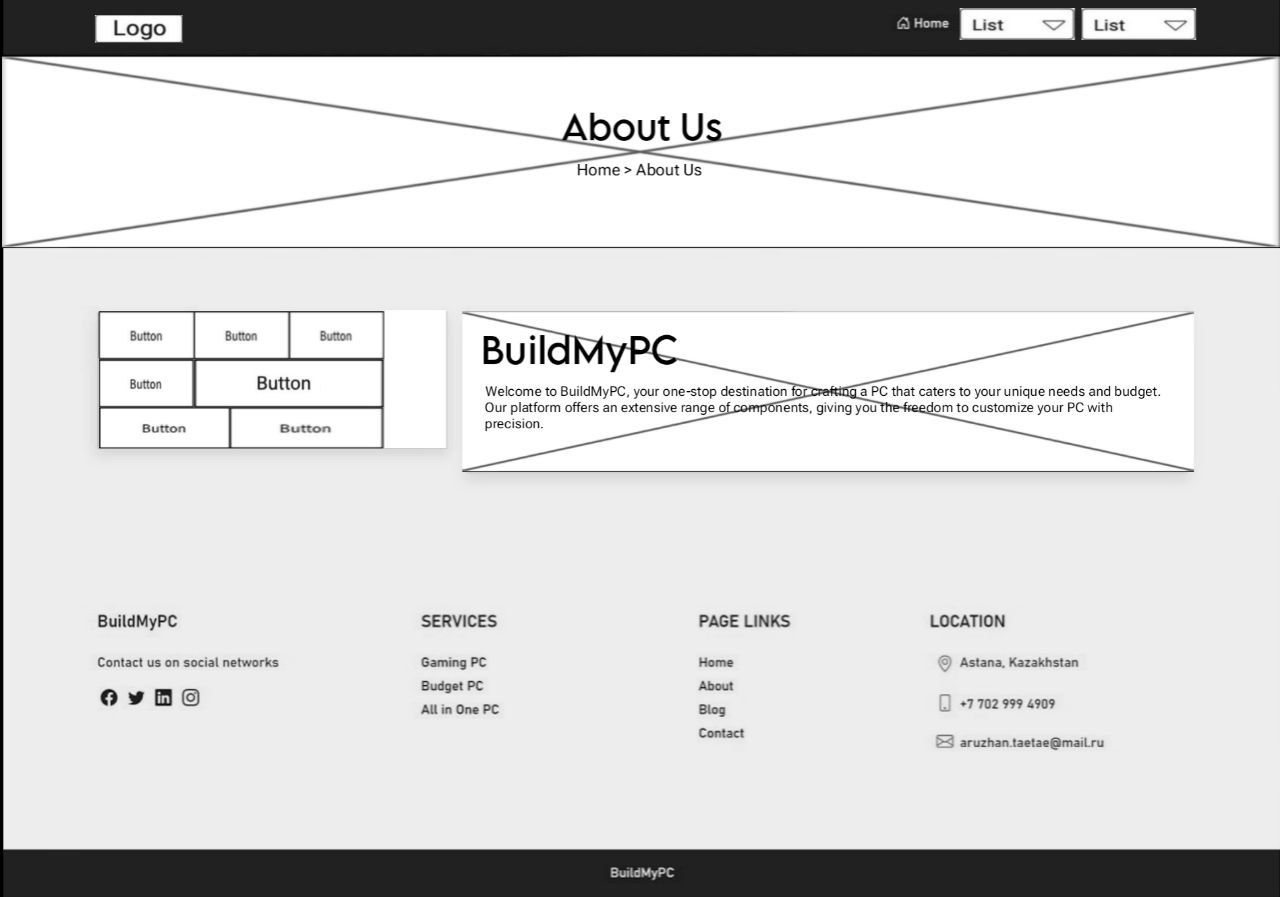 Logo
Home
List
List
About Us
Home > About Us
Button
Button
Button
Button
Button
Button
Button
BuildMyPC
Welcome to BuildMyPC, your one-stop destination for crafting a PC that caters to your unique needs and budget.
Our platform offers an extensive range of components, giving you the freedom to customize your PC with
precision.
BuildMyPC
Contact us on social networks
SERVICES
Gaming PC
Budget PC
All in One PC
PAGE LINKS
Home
About
Blog
Contact
LOCATION
Astana, Kazakhstan
+7 702 999 4909
aruzhan.taetae@mail.ru
BuildMyPC